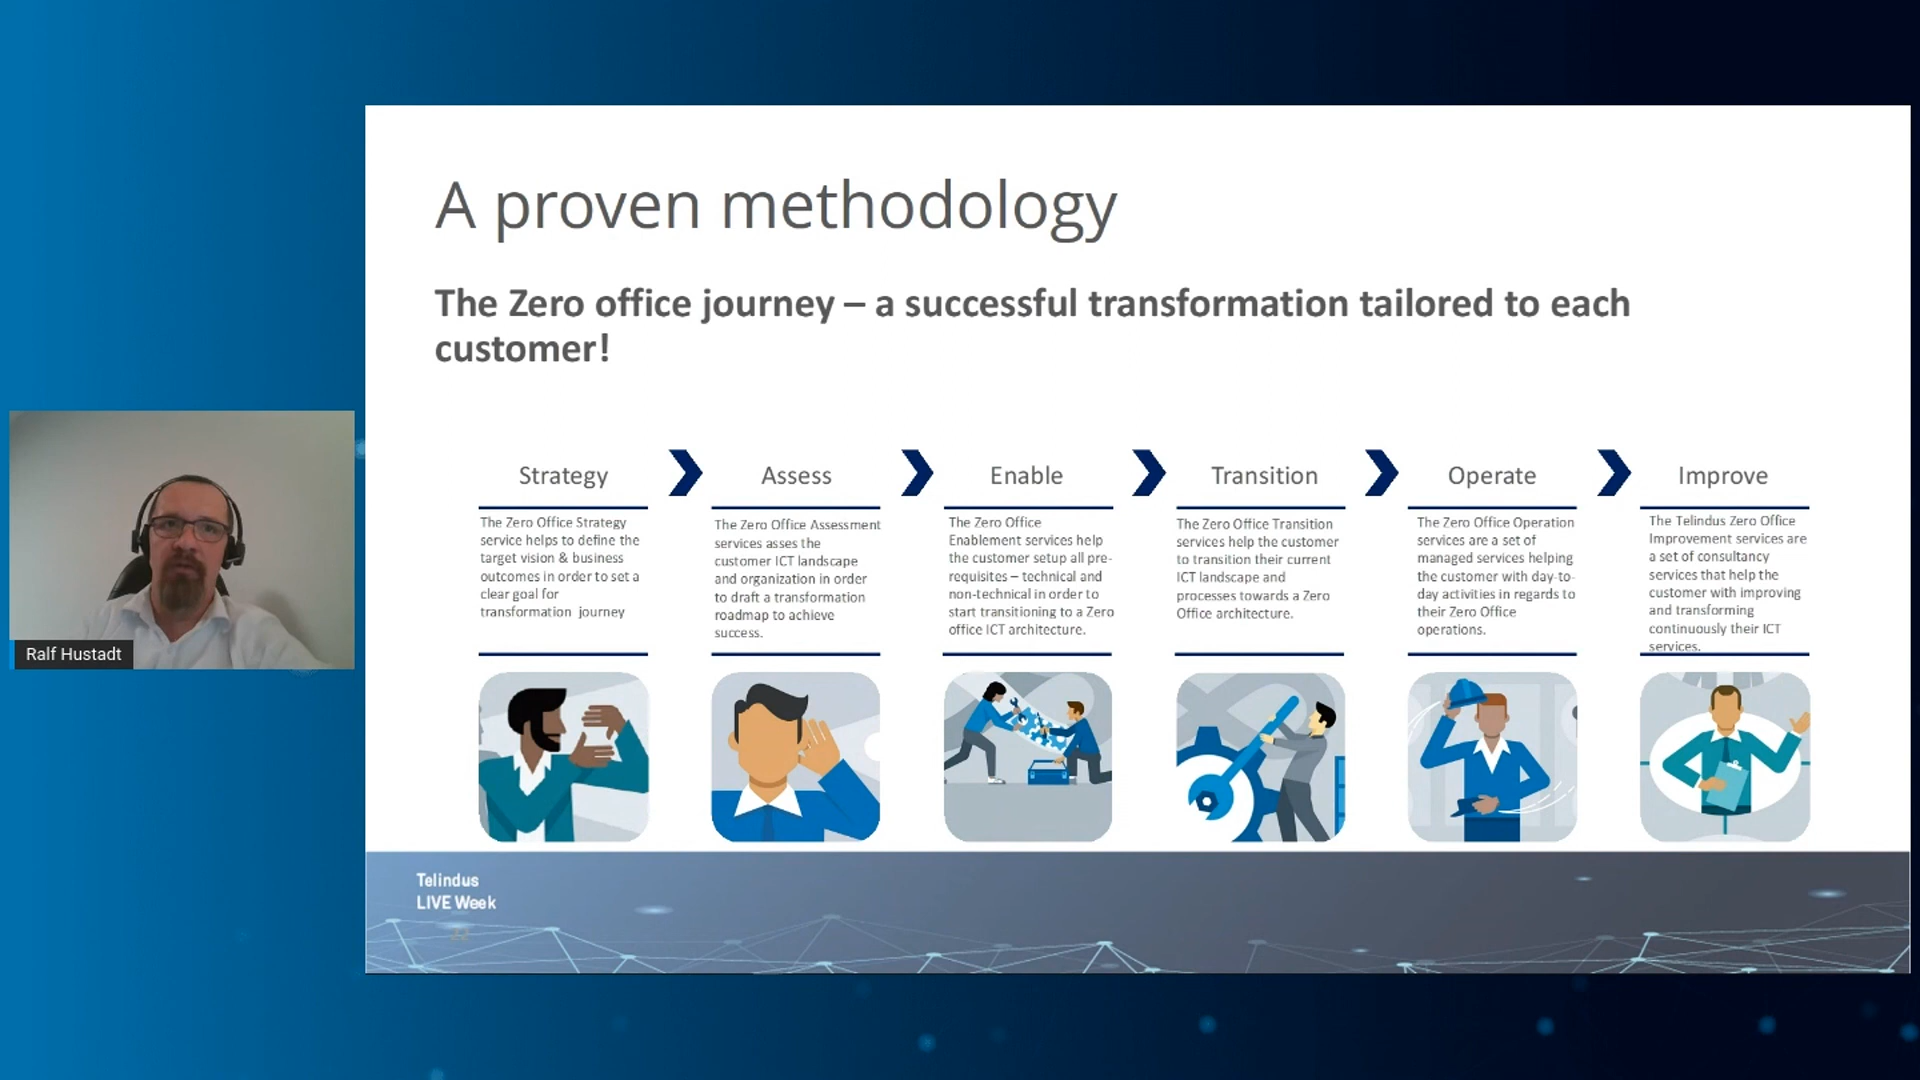 A proven methodology
The Zero office journey – a successful transformation tailored to each
customer!
Strategy
The Zero Office Strategy
service helps to define the
target vision & business
outcomes in order to set a
clear goal for
transformation journey
Assess
The Zero Office Assessment
services asses the
customer ICT landscape
and organization in order
to draft a transformation
roadmap to achieve
success.
Enable
The Zero Office
Enablement services help
the customer setup all pre-
requisites – technical and
non-technical in order to
start transitioning to a Zero
office ICT architecture.
Transition
The Zero Office Transition
services help the customer
to transition their current
ICT landscape and
processes towards a Zero
Office architecture.
Operate
The Zero Office Operation
services are a set of
managed services helping
the customer with day-to-
day activities in regards to
their Zero Office
operations.
Improve
The Telindus Zero Office
Improvement services are
a set of consultancy
services that help the
customer with improving
and transforming
continuously their ICT
services.
Ralf Hustadt
Telindus
LIVE Week